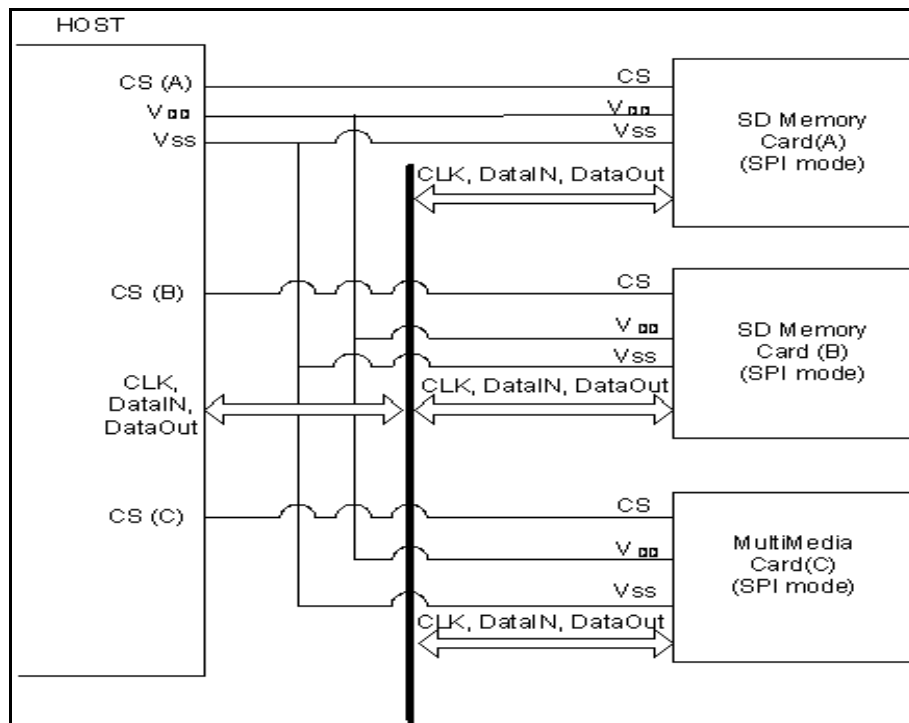 HOST
CS (A)
VDD
Vss
CS
VDD
Vss
SD Memory
Card(A)
(SPI mode)
CLK, DataIN, DataOut
CS (B)
CS
VDD
Vss
SD Memory
Card (B)
(SPI mode)
CLK,
DataIN,
DataOut
CLK, DataIN, DataOut
CS (C)
CS
VDD
Vss
MultiMedia
Card(C)
(SPI mode)
CLK, DataIN, DataOut